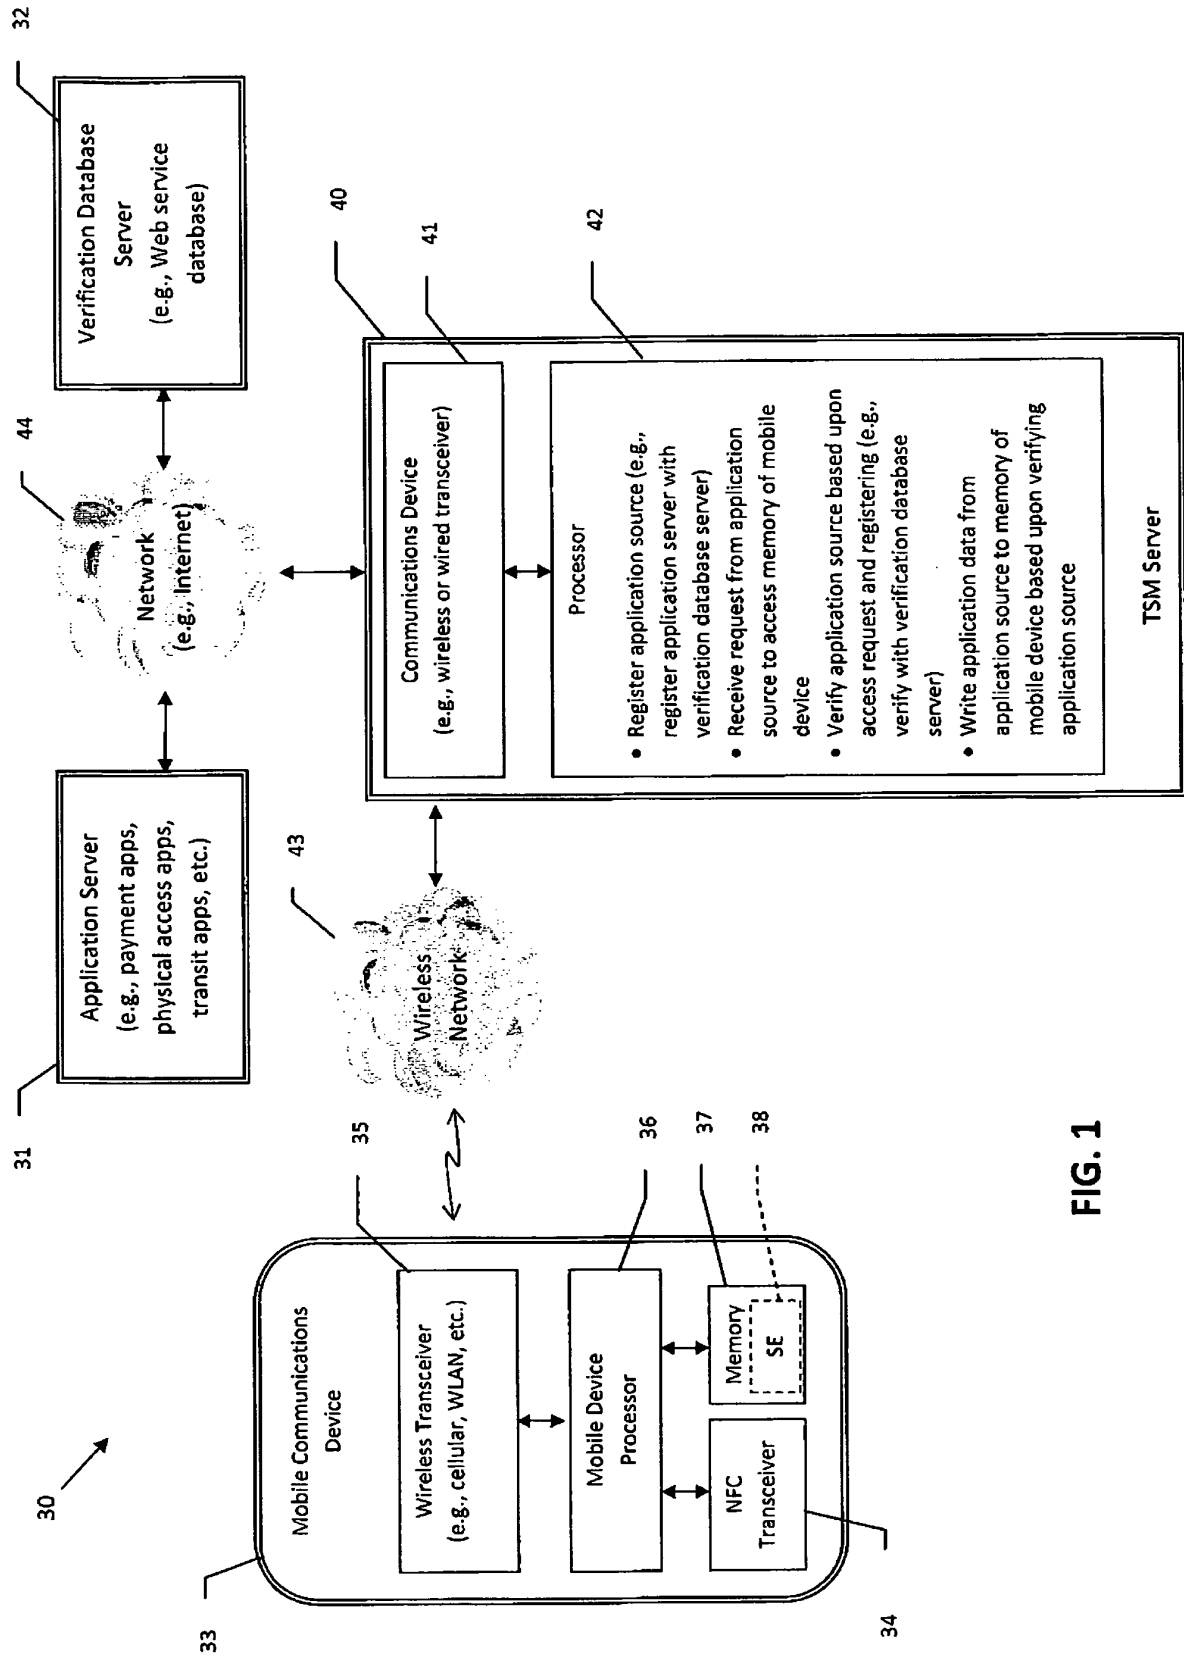 30
33
Mobile Communications
Device
35
Wireless Transceiver
(e.g., cellular, WLAN, etc.)
36
Mobile Device
Processor
34
NFC
Transceiver
37
Memory
38
SE
31
Application Server
(e.g., payment apps,
physical access apps,
transit apps, etc.)
43
Wireless
Network
44
Network
(e.g., Internet)
32
Verification Database
Server
(e.g., Web service
database)
40
41
Communications Device
(e.g., wireless or wired transceiver)
42
Processor
• Register application source (e.g.,
register application server with
verification database server)
• Receive request from application
source to access memory of mobile
device
• Verify application source based upon
access request and registering (e.g.,
verify with verification database
server)
• Write application data from
application source to memory of
mobile device based upon verifying
application source
TSM Server
FIG. 1